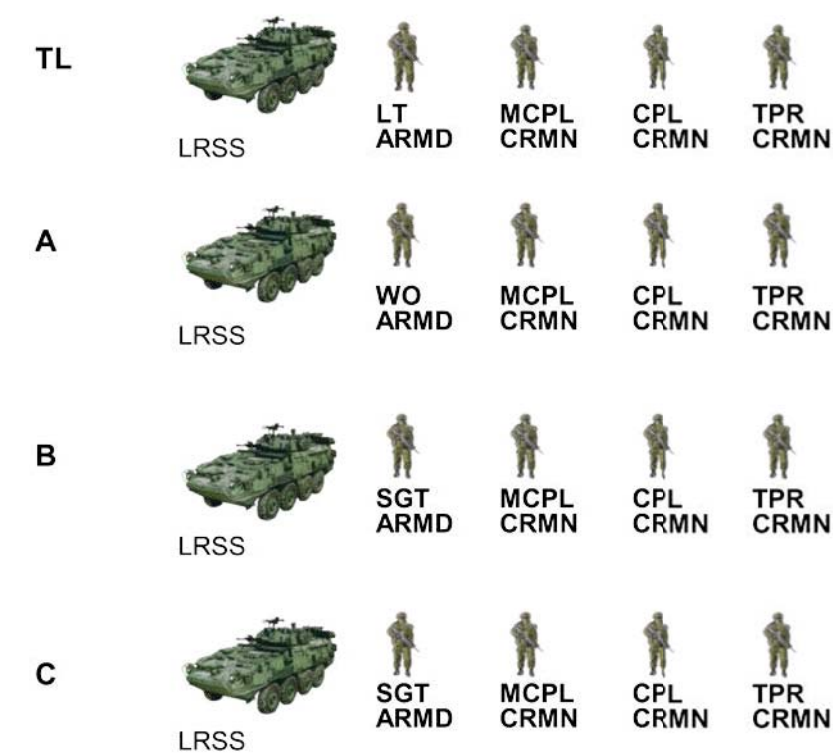 TL
LRSS
LT MCPL CPL TPR
ARMD CRMN CRMN CRMN
A
LRSS
WO MCPL CPL TPR
ARMD CRMN CRMN CRMN
B
LRSS
SGT MCPL CPL TPR
ARMD CRMN CRMN CRMN
C
LRSS
SGT MCPL CPL TPR
ARMD CRMN CRMN CRMN